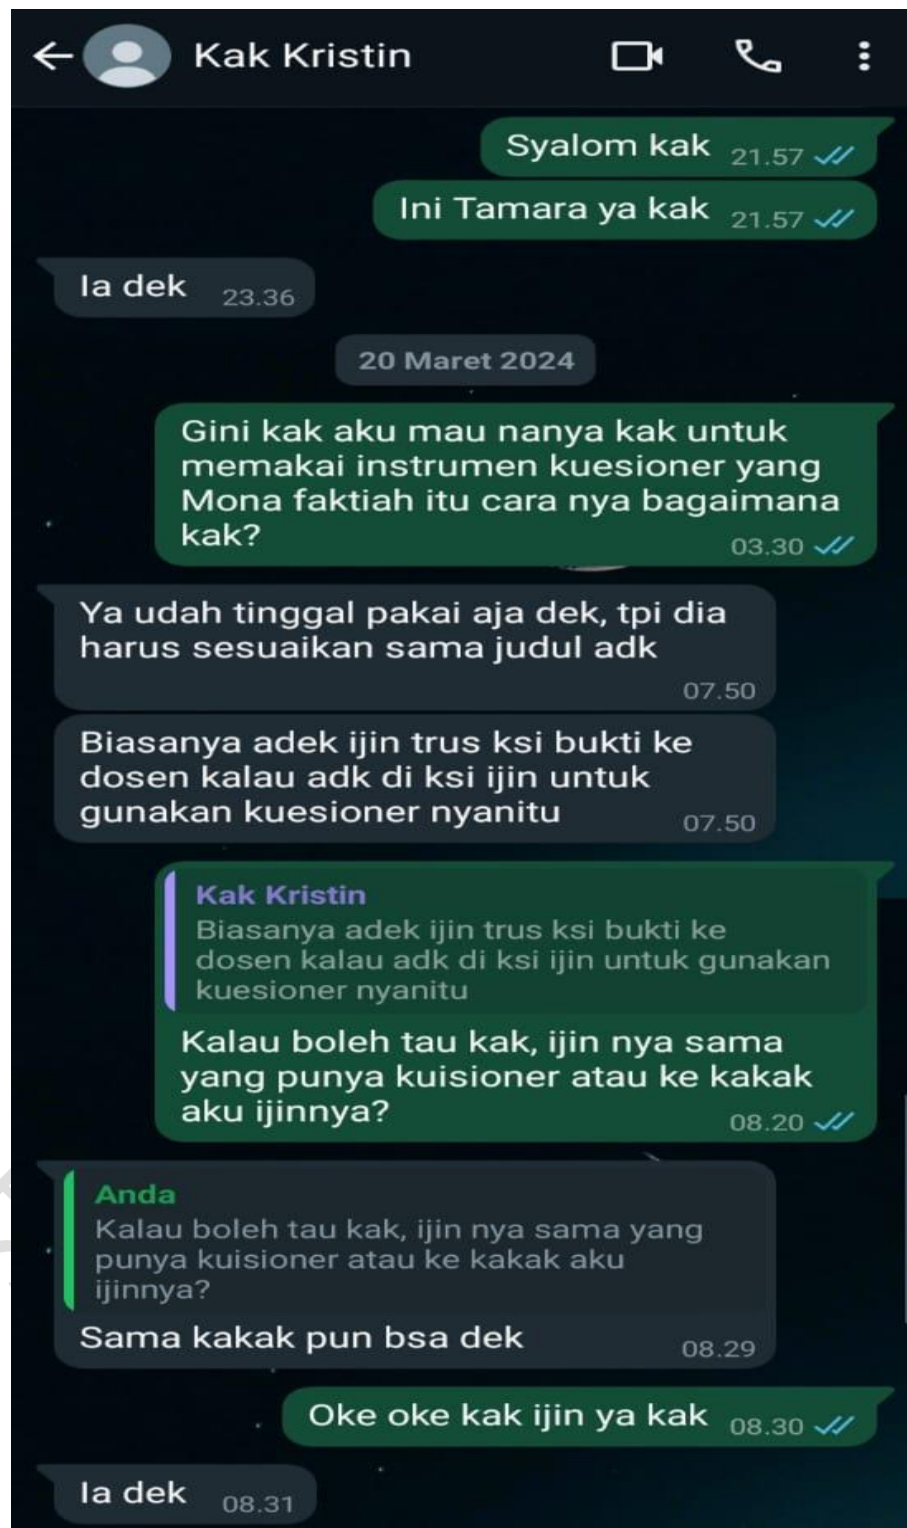 Kak Kristin
Syalom kak 21.57
Ini Tamara ya kak 21.57
Ia dek 23.36
20 Maret 2024
Gini kak aku mau nanya kak untuk
memakai instrumen kuesioner yang
Mona faktiah itu cara nya bagaimana
kak? 03.30
Ya udah tinggal pakai aja dek, tpi dia
harus sesuaikan sama judul adk
07.50
Biasanya adek ijin trus ksi bukti ke
dosen kalau adk di ksi ijin untuk
gunakan kuesioner nyanitu 07.50
Kak Kristin
Biasanya adek ijin trus ksi bukti ke
dosen kalau adk di ksi ijin untuk gunakan
kuesioner nyanitu
Kalau boleh tau kak, ijin nya sama
yang punya kuisioner atau ke kakak
aku ijinnya? 08.20
Anda
Kalau boleh tau kak, ijin nya sama yang
punya kuisioner atau ke kakak aku
ijinnya?
Sama kakak pun bsa dek 08.29
Oke oke kak ijin ya kak 08.30
Ia dek 08.31